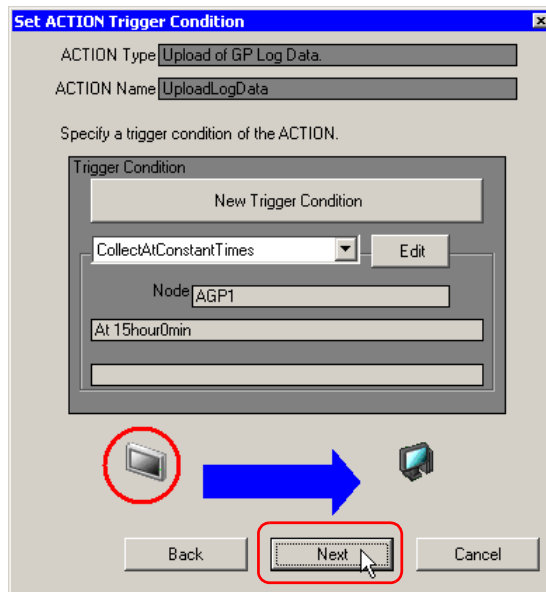 Set ACTION Trigger Condition
ACTION Type Upload of GP Log Data.
ACTION Name UploadLogData
Specify a trigger condition of the ACTION.
Trigger Condition
New Trigger Condition
CollectAtConstantTimes Edit
Node AGP1
At 15hour0min
Back Next Cancel